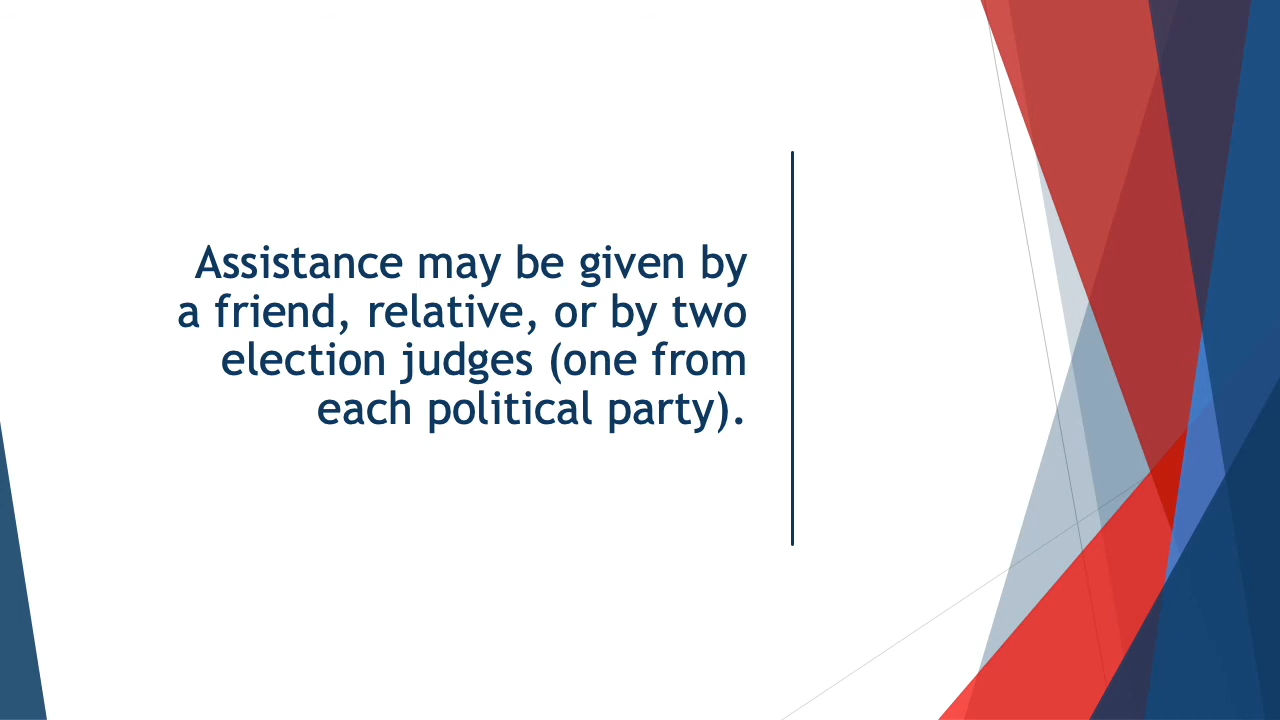 Assistance may be given by
a friend, relative, or by two
election judges (one from
each political party).